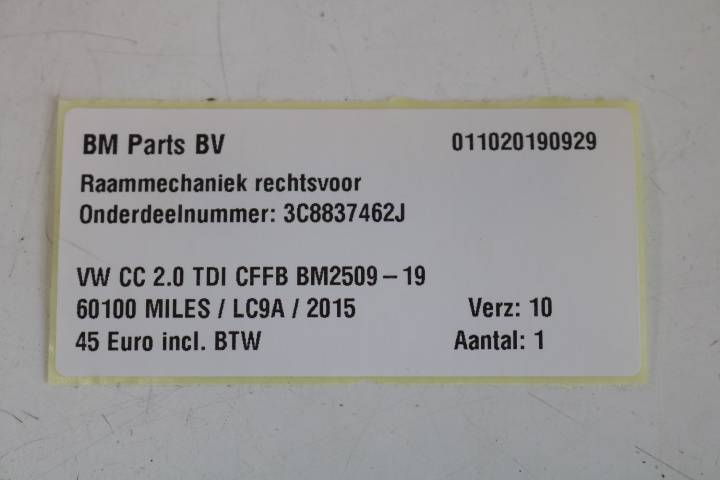 BM Parts BV 011020190929
Raammechaniek rechtsvoor
Onderdeelnummer: 3C8837462J
VW CC 2.0 TDI CFFB BM2509-19
60100 MILES / LC9A / 2015 Verz: 10
45 Euro incl. BTW Aantal: 1